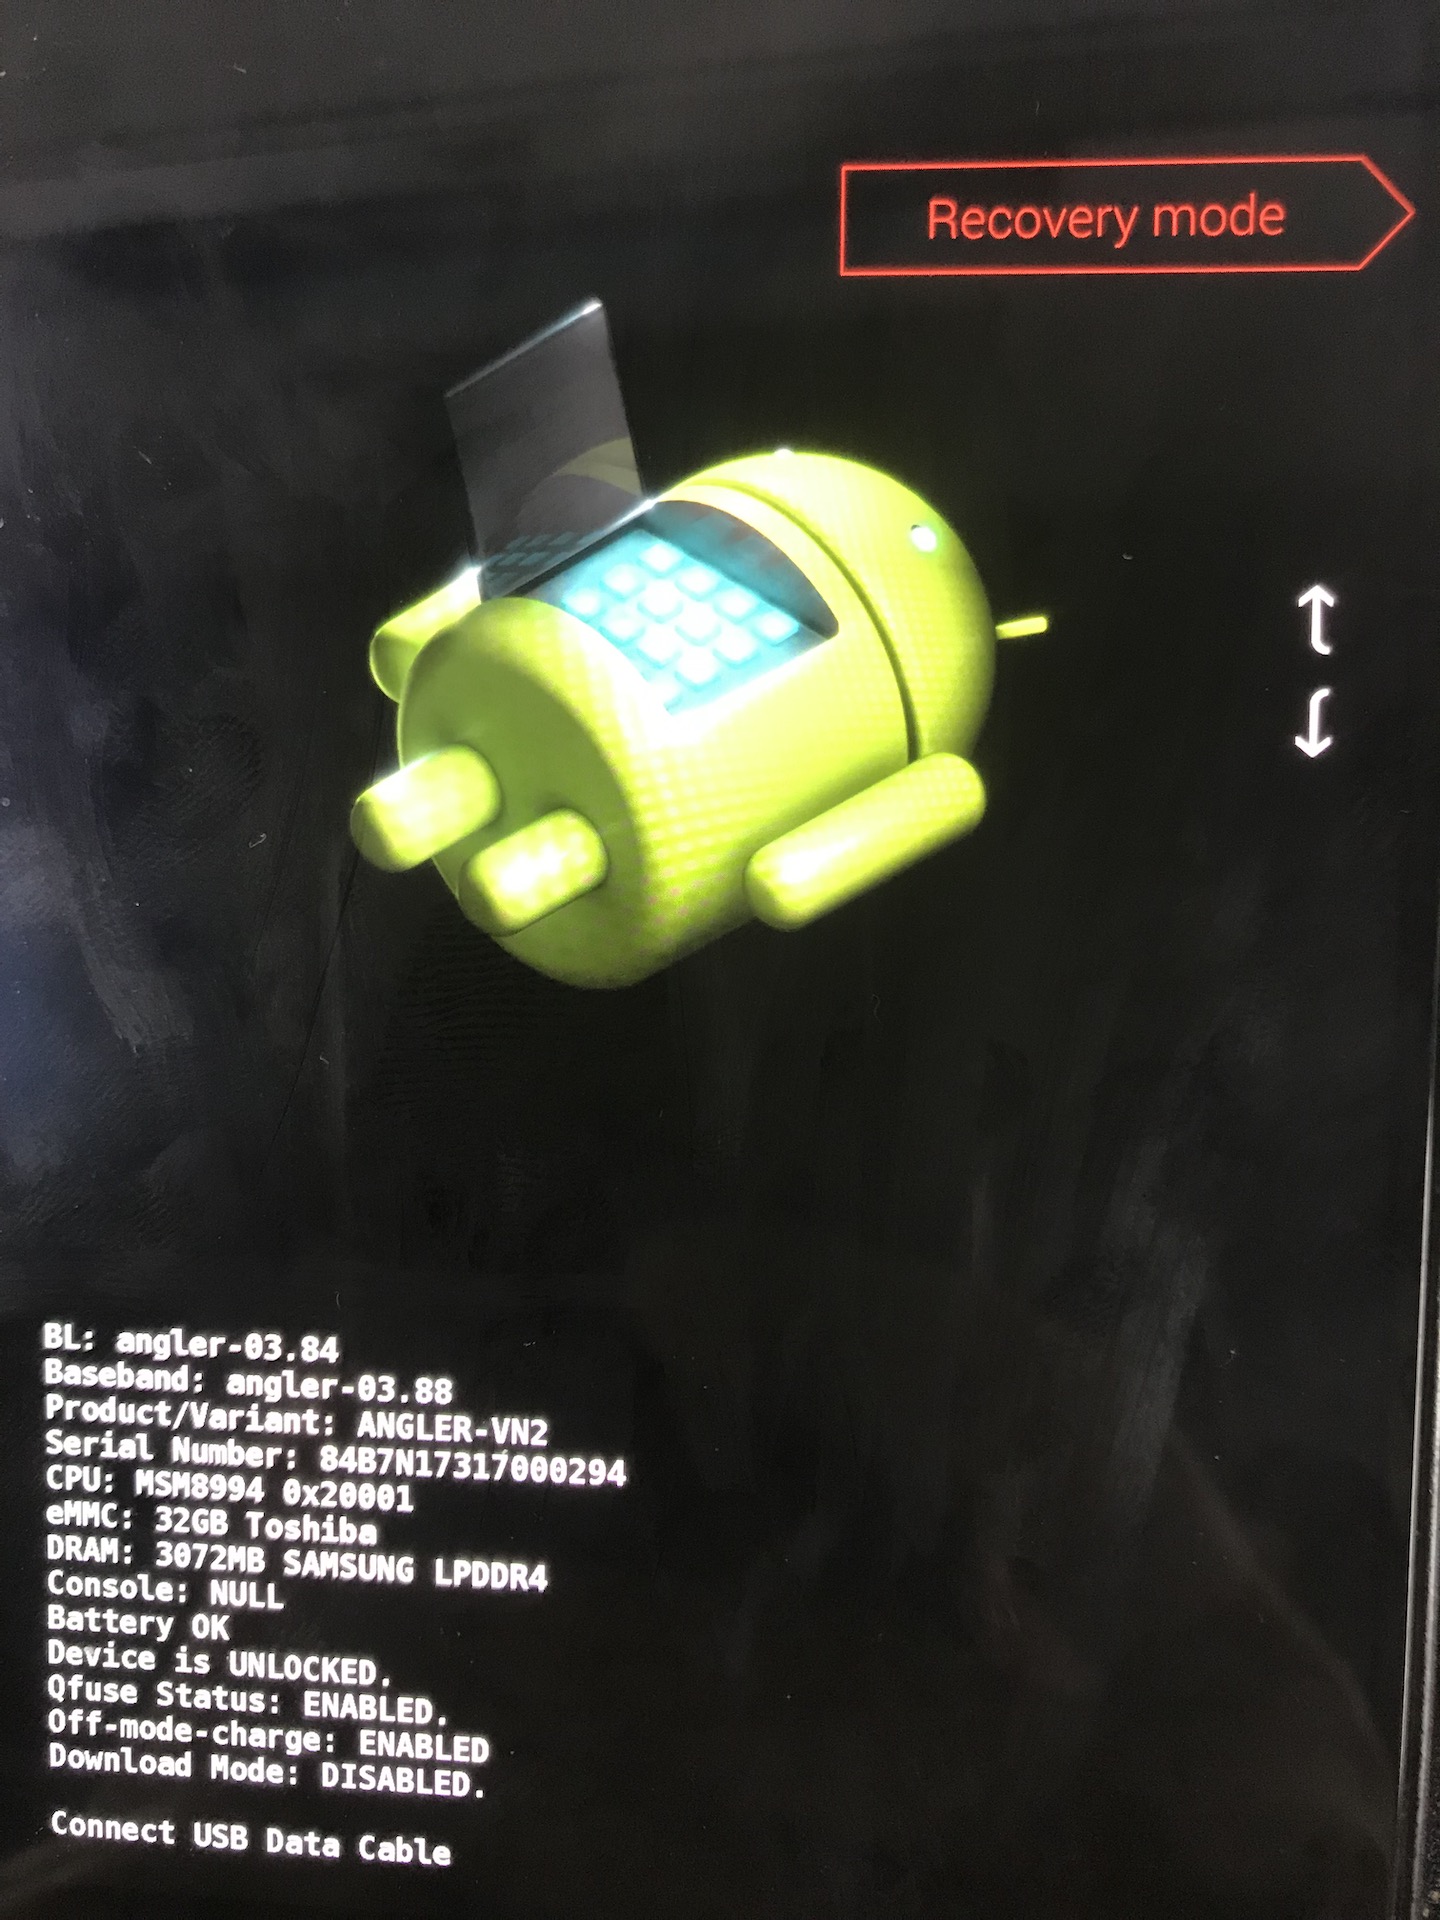 Recovery mode
BL: angler-03.84
Baseband: angler-03.88
Product/Variant: ANGLER-VN2
Serial Number: 84B7N17317000294
CPU: MSM8994 0x20001
eMMC: 32GB Toshiba
DRAM: 3072MB SAMSUNG LPDDR4
Console: NULL
Battery OK
Device is UNLOCKED.
Qfuse Status: ENABLED.
Off-mode-charge: ENABLED
Download Mode: DISABLED.
Connect USB Data Cable